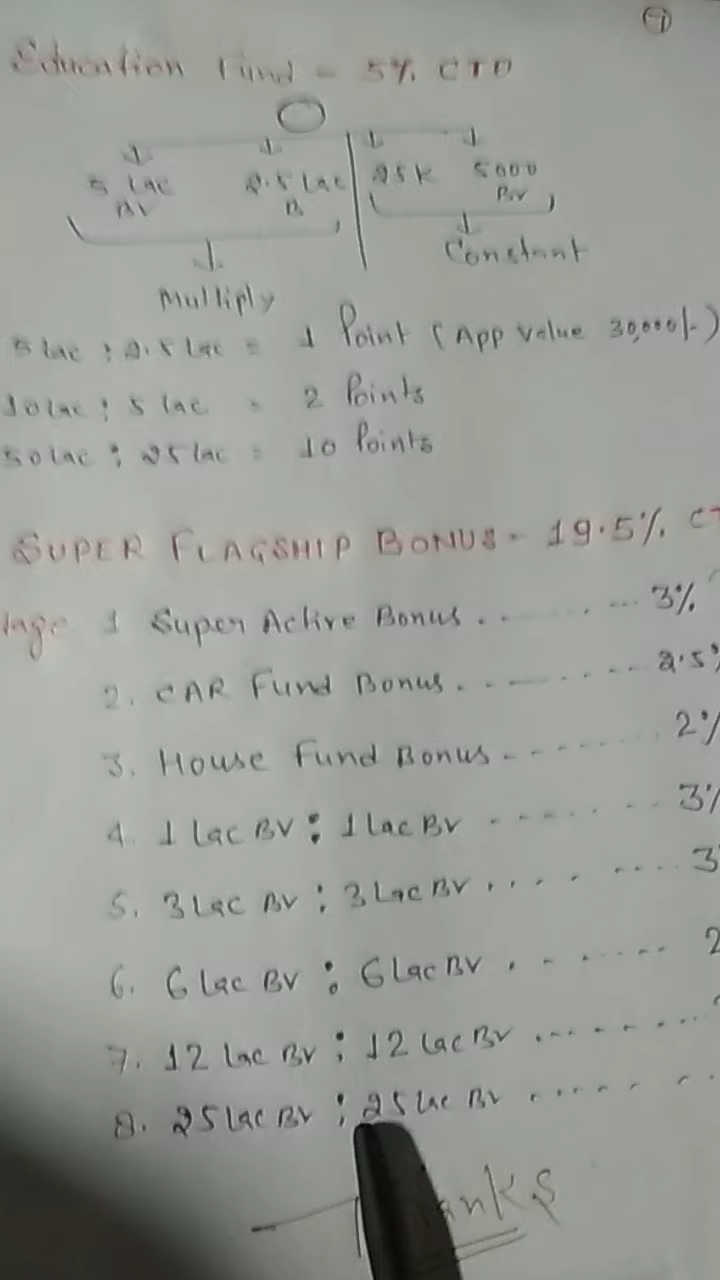 7
Education Fund = 5% CTO
5 Lac 2.5 Lac 25K 5000
BV B BV
Constant
Multiply
5 lac : 2.5 Lac = 1 Point (App value 30,000/-)
10 lac : 5 lac = 2 Points
50 lac : 25 lac = 10 Points
SUPER FLAGSHIP BONUS - 19.5% CT
tage 1 Super Active Bonus ......... 3%
2. CAR Fund Bonus ......... 2.5%
3. House Fund Bonus ......... 2%
4. 1 lac BV : 1 lac BV ......... 3%
5. 3 Lac BV : 3 Lac BV ......... 3
6. 6 Lac BV : 6 Lac BV ......... 2
7. 12 Lac BV : 12 Lac BV .........
8. 25 Lac BV : 25 Lac BV .........
Thanks